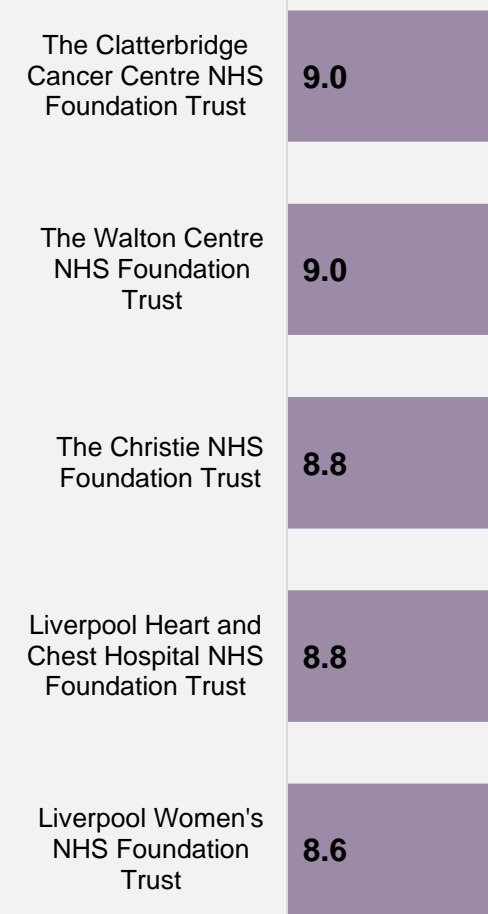 The Clatterbridge
Cancer Centre NHS
Foundation Trust
9.0
The Walton Centre
NHS Foundation
Trust
9.0
The Christie NHS
Foundation Trust
8.8
Liverpool Heart and
Chest Hospital NHS
Foundation Trust
8.8
Liverpool Women's
NHS Foundation
Trust
8.6